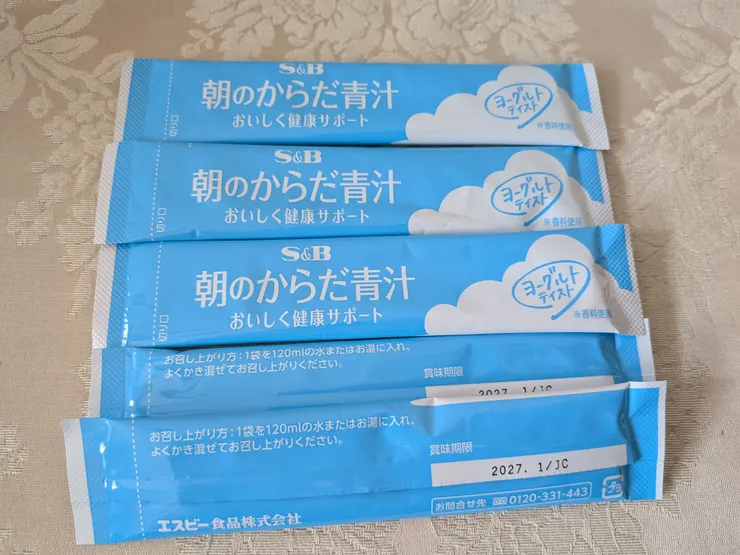 S&B
朝のからだ青汁
おいしく健康サポート
ヨーグルト
テイスト
※香料使用
S&B
朝のからだ青汁
おいしく健康サポート
ヨーグルト
テイスト
※香料使用
S&B
朝のからだ青汁
おいしく健康サポート
ヨーグルト
テイスト
※香料使用
お召し上がり方:1袋を120mlの水またはお湯に入れ、
よくかき混ぜてお召し上がりください。
賞味期限
2027. 1/JC
お召し上がり方:1袋を120mlの水またはお湯に入れ、
よくかき混ぜてお召し上がりください。
賞味期限
2027. 1/JC
お問合せ先 0120-331-443
エスビー食品株式会社
プラ